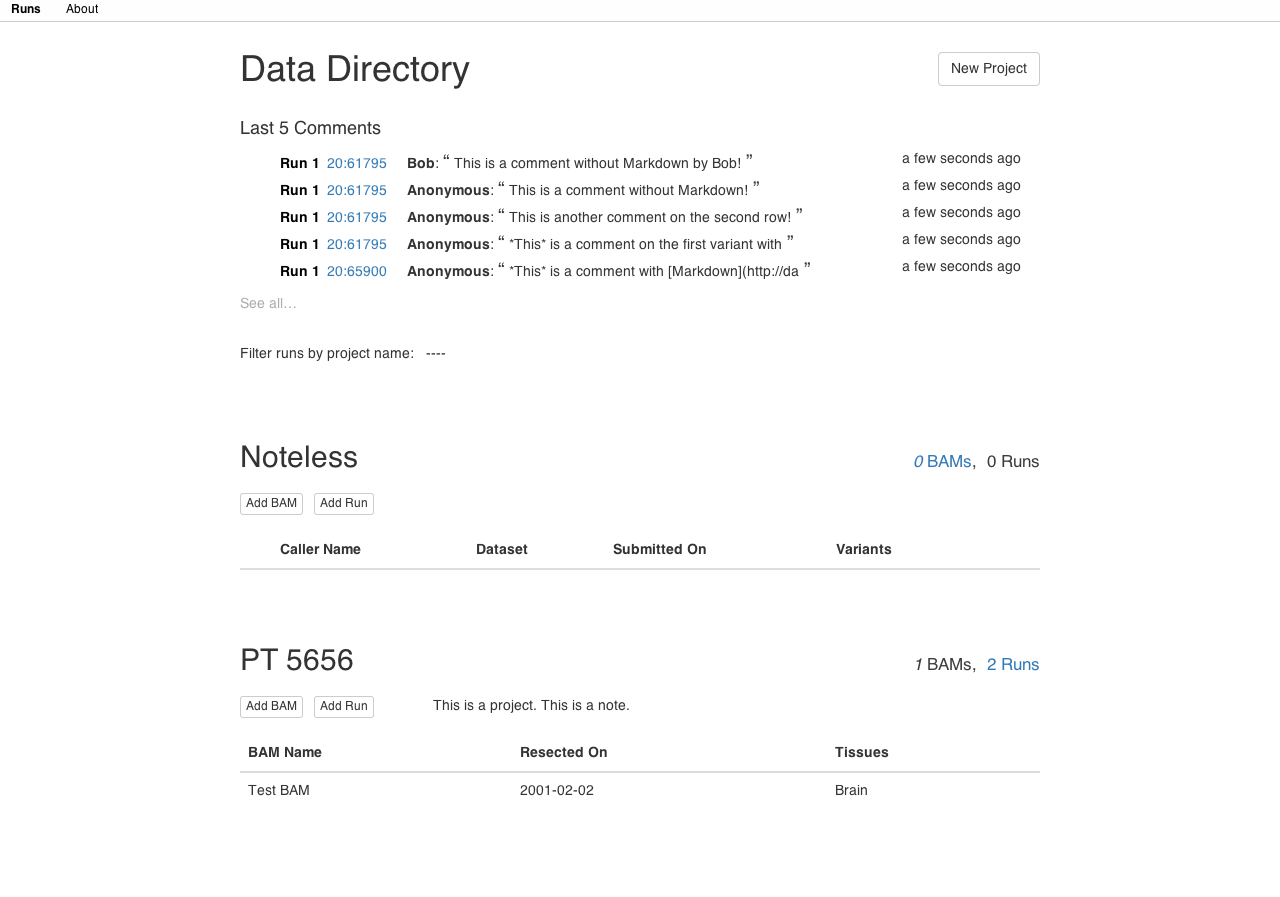 Runs About
Data Directory New Project
Last 5 Comments
Run 1 20:61795 Bob: “ This is a comment without Markdown by Bob! ” a few seconds ago
Run 1 20:61795 Anonymous: “ This is a comment without Markdown! ” a few seconds ago
Run 1 20:61795 Anonymous: “ This is another comment on the second row! ” a few seconds ago
Run 1 20:61795 Anonymous: “ *This* is a comment on the first variant with ” a few seconds ago
Run 1 20:65900 Anonymous: “ *This* is a comment with [Markdown](http://da ” a few seconds ago
See all...
Filter runs by project name: ----
Noteless 0 BAMs, 0 Runs
Add BAM Add Run
Caller Name Dataset Submitted On Variants
PT 5656 1 BAMs, 2 Runs
Add BAM Add Run This is a project. This is a note.
BAM Name Resected On Tissues
Test BAM 2001-02-02 Brain